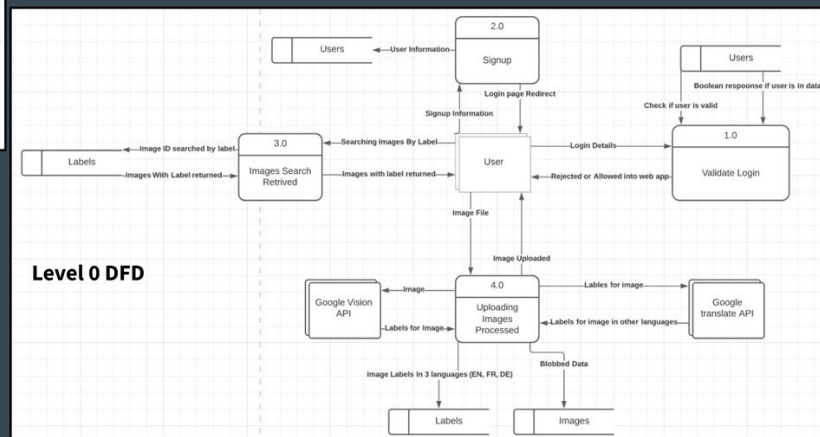 2.0
Signup
Users
User Information
Users
Login page Redirect
Signup Information
Boolean respoonse if user is in data
Check if user is valid
3.0
Images Search
Retrived
Labels
Image ID searched by label
Images With Label returned
Searching Images By Label
Images with label returned
User
Login Details
Rejected or Allowed into web app
1.0
Validate Login
Image File
Image Uploaded
Level 0 DFD
Google Vision
API
Image
Labels for Image
4.0
Uploading
Images
Processed
Lables for image
Labels for image in other languages
Google
translate API
Image Labels In 3 languages (EN, FR, DE)
Blobbed Data
Labels
Images